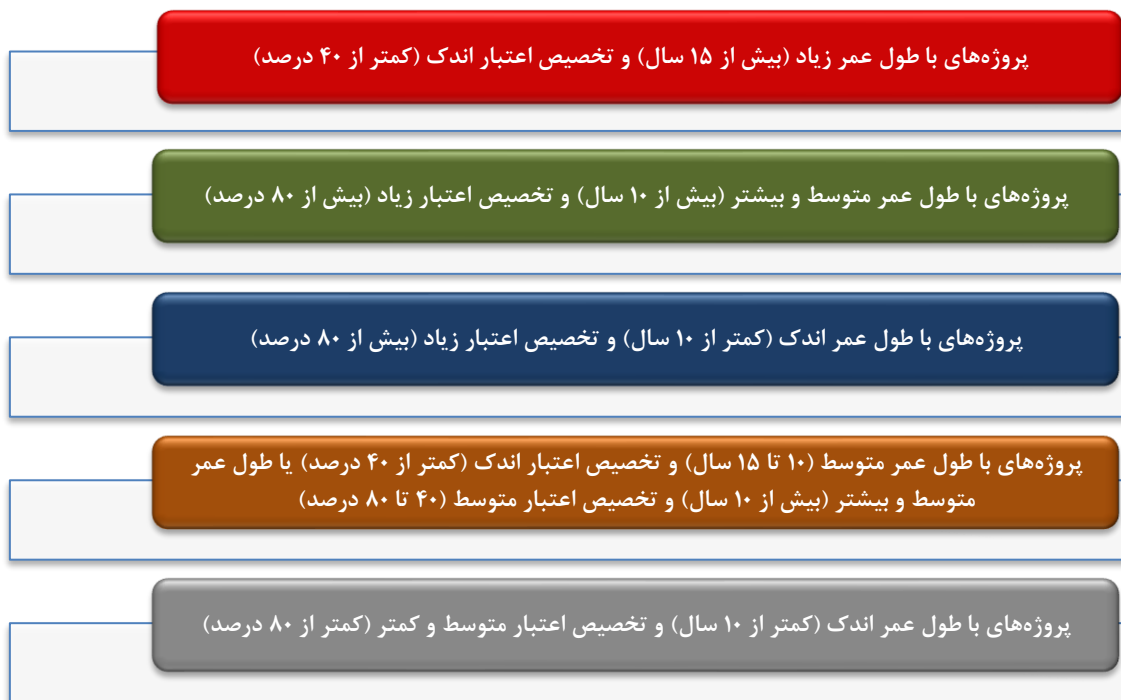 پروژه‌های با طول عمر زیاد (بیش از ۱۵ سال) و تخصیص اعتبار اندک (کمتر از ۴۰ درصد)
پروژه‌های با طول عمر متوسط و بیشتر (بیش از ۱۰ سال) و تخصیص اعتبار زیاد (بیش از ۸۰ درصد)
پروژه‌های با طول عمر اندک (کمتر از ۱۰ سال) و تخصیص اعتبار زیاد (بیش از ۸۰ درصد)
پروژه‌های با طول عمر متوسط (۱۰ تا ۱۵ سال) و تخصیص اعتبار اندک (کمتر از ۴۰ درصد) یا طول عمر
متوسط و بیشتر (بیش از ۱۰ سال) و تخصیص اعتبار متوسط (۴۰ تا ۸۰ درصد)
پروژه‌های با طول عمر اندک (کمتر از ۱۰ سال) و تخصیص اعتبار متوسط و کمتر (کمتر از ۸۰ درصد)